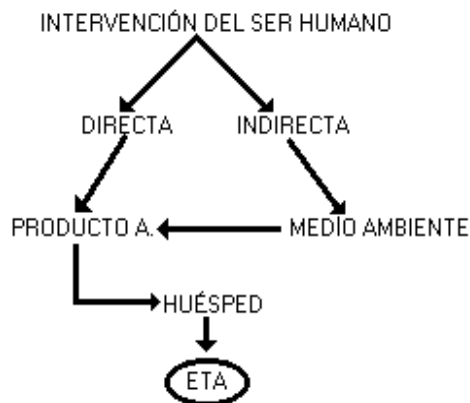 INTERVENCIÓN DEL SER HUMANO
DIRECTA
INDIRECTA
PRODUCTO A.
MEDIO AMBIENTE
HUÉSPED
ETA